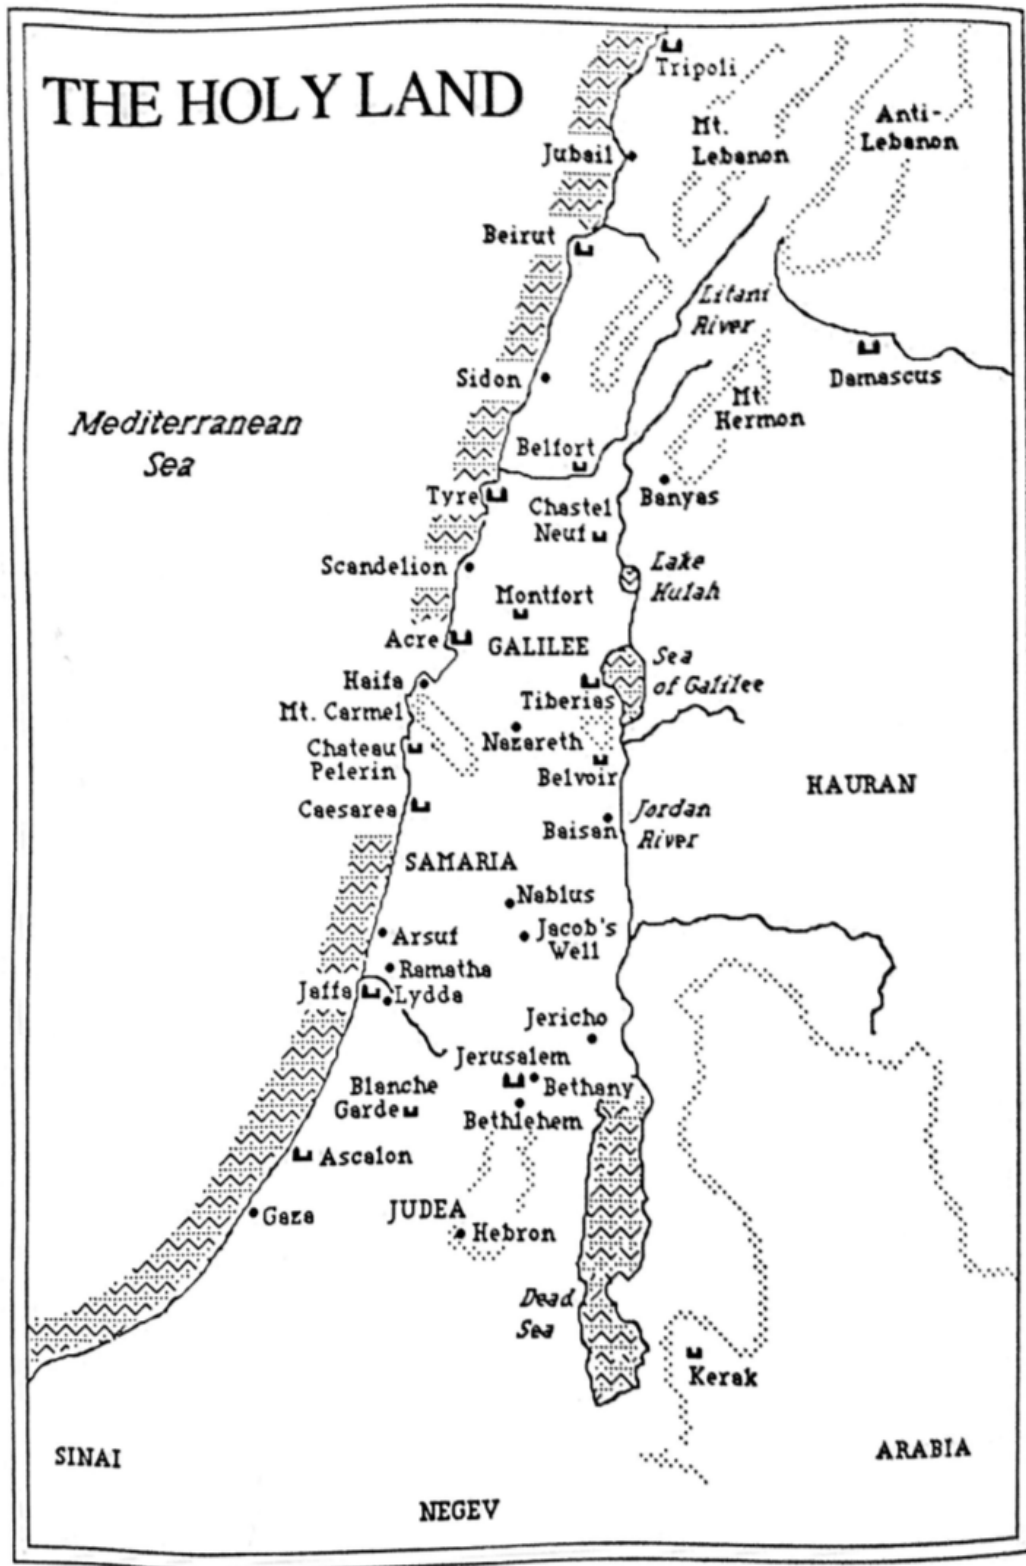 THE HOLY LAND
Tripoli
Anti-
Lebanon
Mt.
Lebanon
Jubail
Beirut
Litani
River
Damascus
Sidon
Mt.
Hermon
Mediterranean
Sea
Belfort
Banyas
Tyre
Chastel
Neuf
Scandelion
Lake
Hulah
Montfort
Acre
GALILEE
Sea
of Galilee
Haifa
Tiberias
Mt. Carmel
Nazareth
Chateau
Pelerin
Belvoir
HAURAN
Caesarea
Jordan
River
Baisan
SAMARIA
Nablus
Arsuf
Jacob's
Well
Ramatha
Jaffa
Lydda
Jericho
Jerusalem
Bethany
Blanche
Garde
Bethlehem
Ascalon
Gaza
JUDEA
Hebron
Dead
Sea
Kerak
SINAI
ARABIA
NEGEV